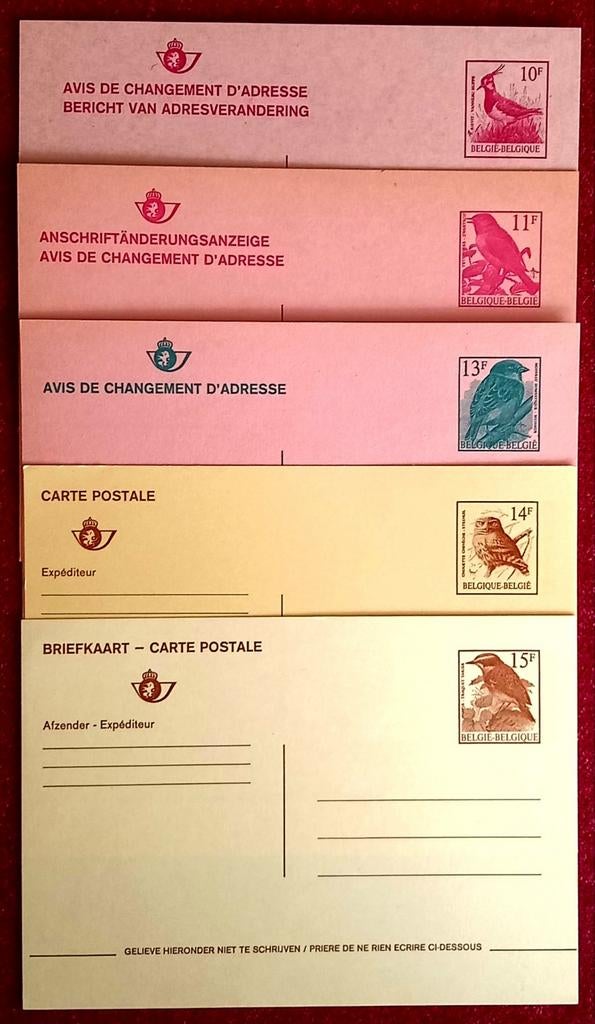 AVIS DE CHANGEMENT D'ADRESSE
BERICHT VAN ADRESVERANDERING
10F
BELGIË-BELGIQUE
ANSCHRIFTÄNDERUNGSANZEIGE
AVIS DE CHANGEMENT D'ADRESSE
11F
BELGIQUE-BELGIË
AVIS DE CHANGEMENT D'ADRESSE
13F
BELGIQUE-BELGIË
CARTE POSTALE
Expéditeur
14F
BELGIQUE-BELGIË
BRIEFKAART – CARTE POSTALE
Afzender - Expéditeur
15F
BELGIË-BELGIQUE
GELIEVE HIERONDER NIET TE SCHRIJVEN / PRIERE DE NE RIEN ECRIRE CI-DESSOUS